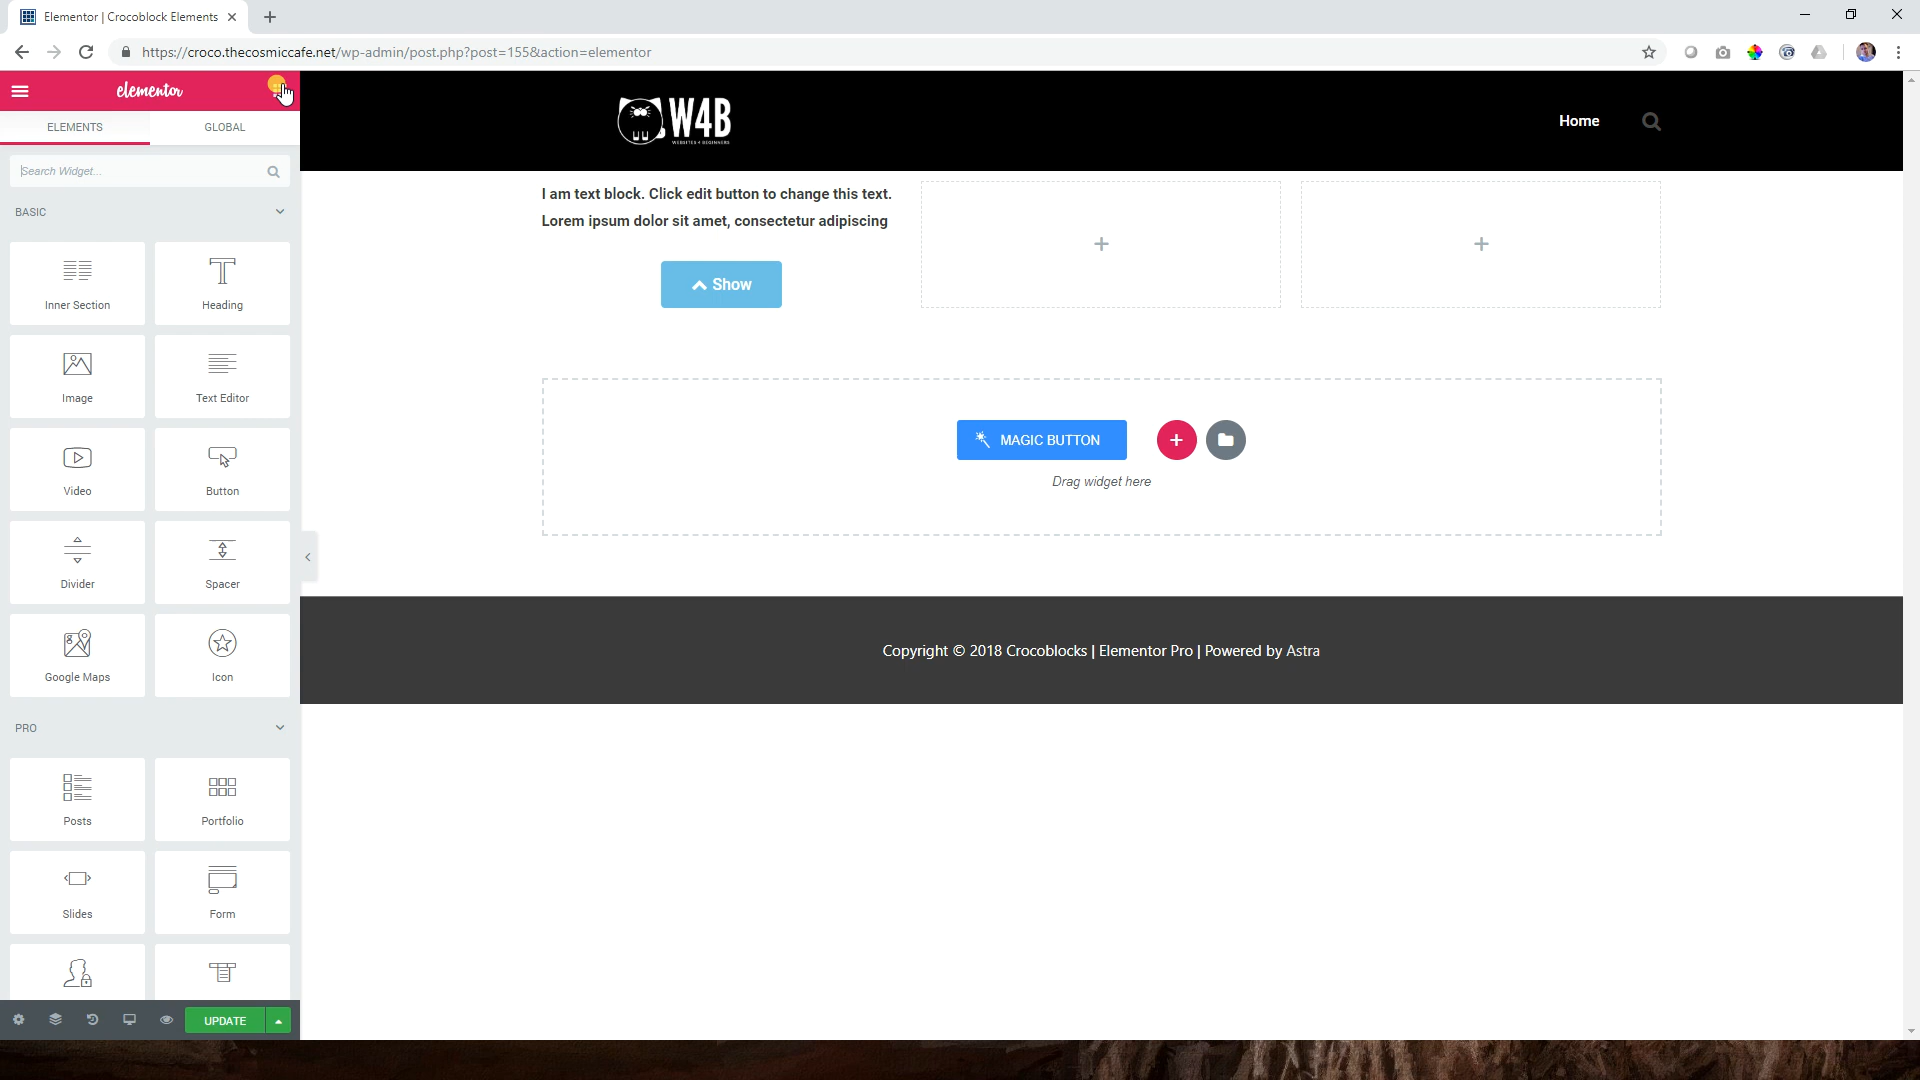 Elementor | Crocoblock Elements
https://croco.thecosmiccafe.net/wp-admin/post.php?post=155&action=elementor
elementor
ELEMENTS
GLOBAL
Search Widget...
BASIC
Inner Section
Heading
Image
Text Editor
Video
Button
Divider
Spacer
Google Maps
Icon
PRO
Posts
Portfolio
Slides
Form
UPDATE
W4B
WEBSITES 4 BEGINNERS
Home
I am text block. Click edit button to change this text.
Lorem ipsum dolor sit amet, consectetur adipiscing
Show
MAGIC BUTTON
Drag widget here
Copyright © 2018 Crocoblocks | Elementor Pro | Powered by Astra